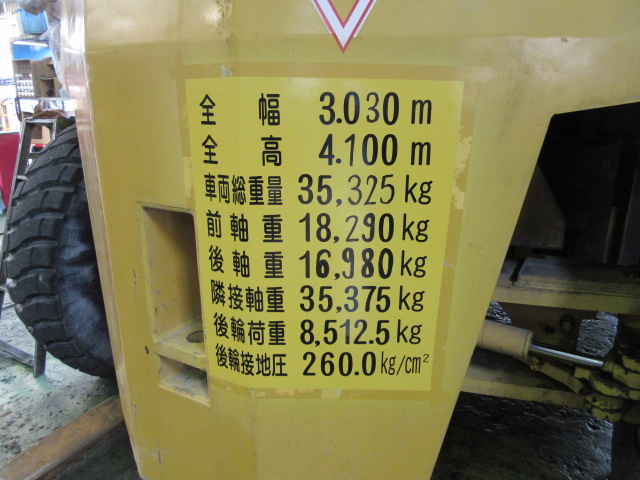 全幅 3.030 m
全高 4.100 m
車両総重量 35,325 kg
前軸重 18,290 kg
後軸重 16,980 kg
隣接軸重 35,375 kg
後輪荷重 8,512.5 kg
後輪接地圧 260.0 kg/cm²